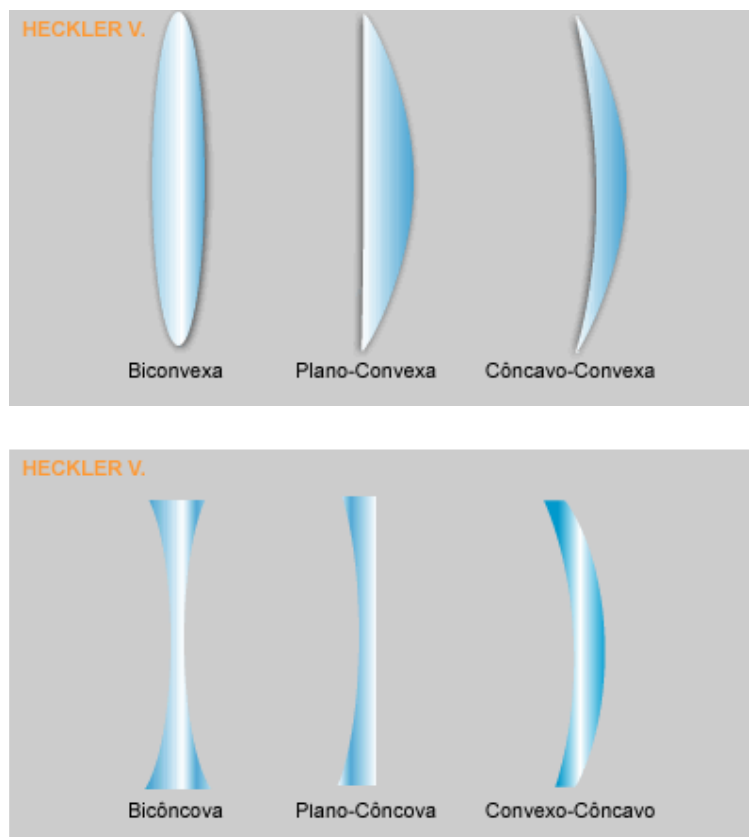 HECKLER V.
Biconvexa Plano-Convexa Côncavo-Convexa
HECKLER V.
Bicôncova Plano-Côncova Convexo-Côncavo